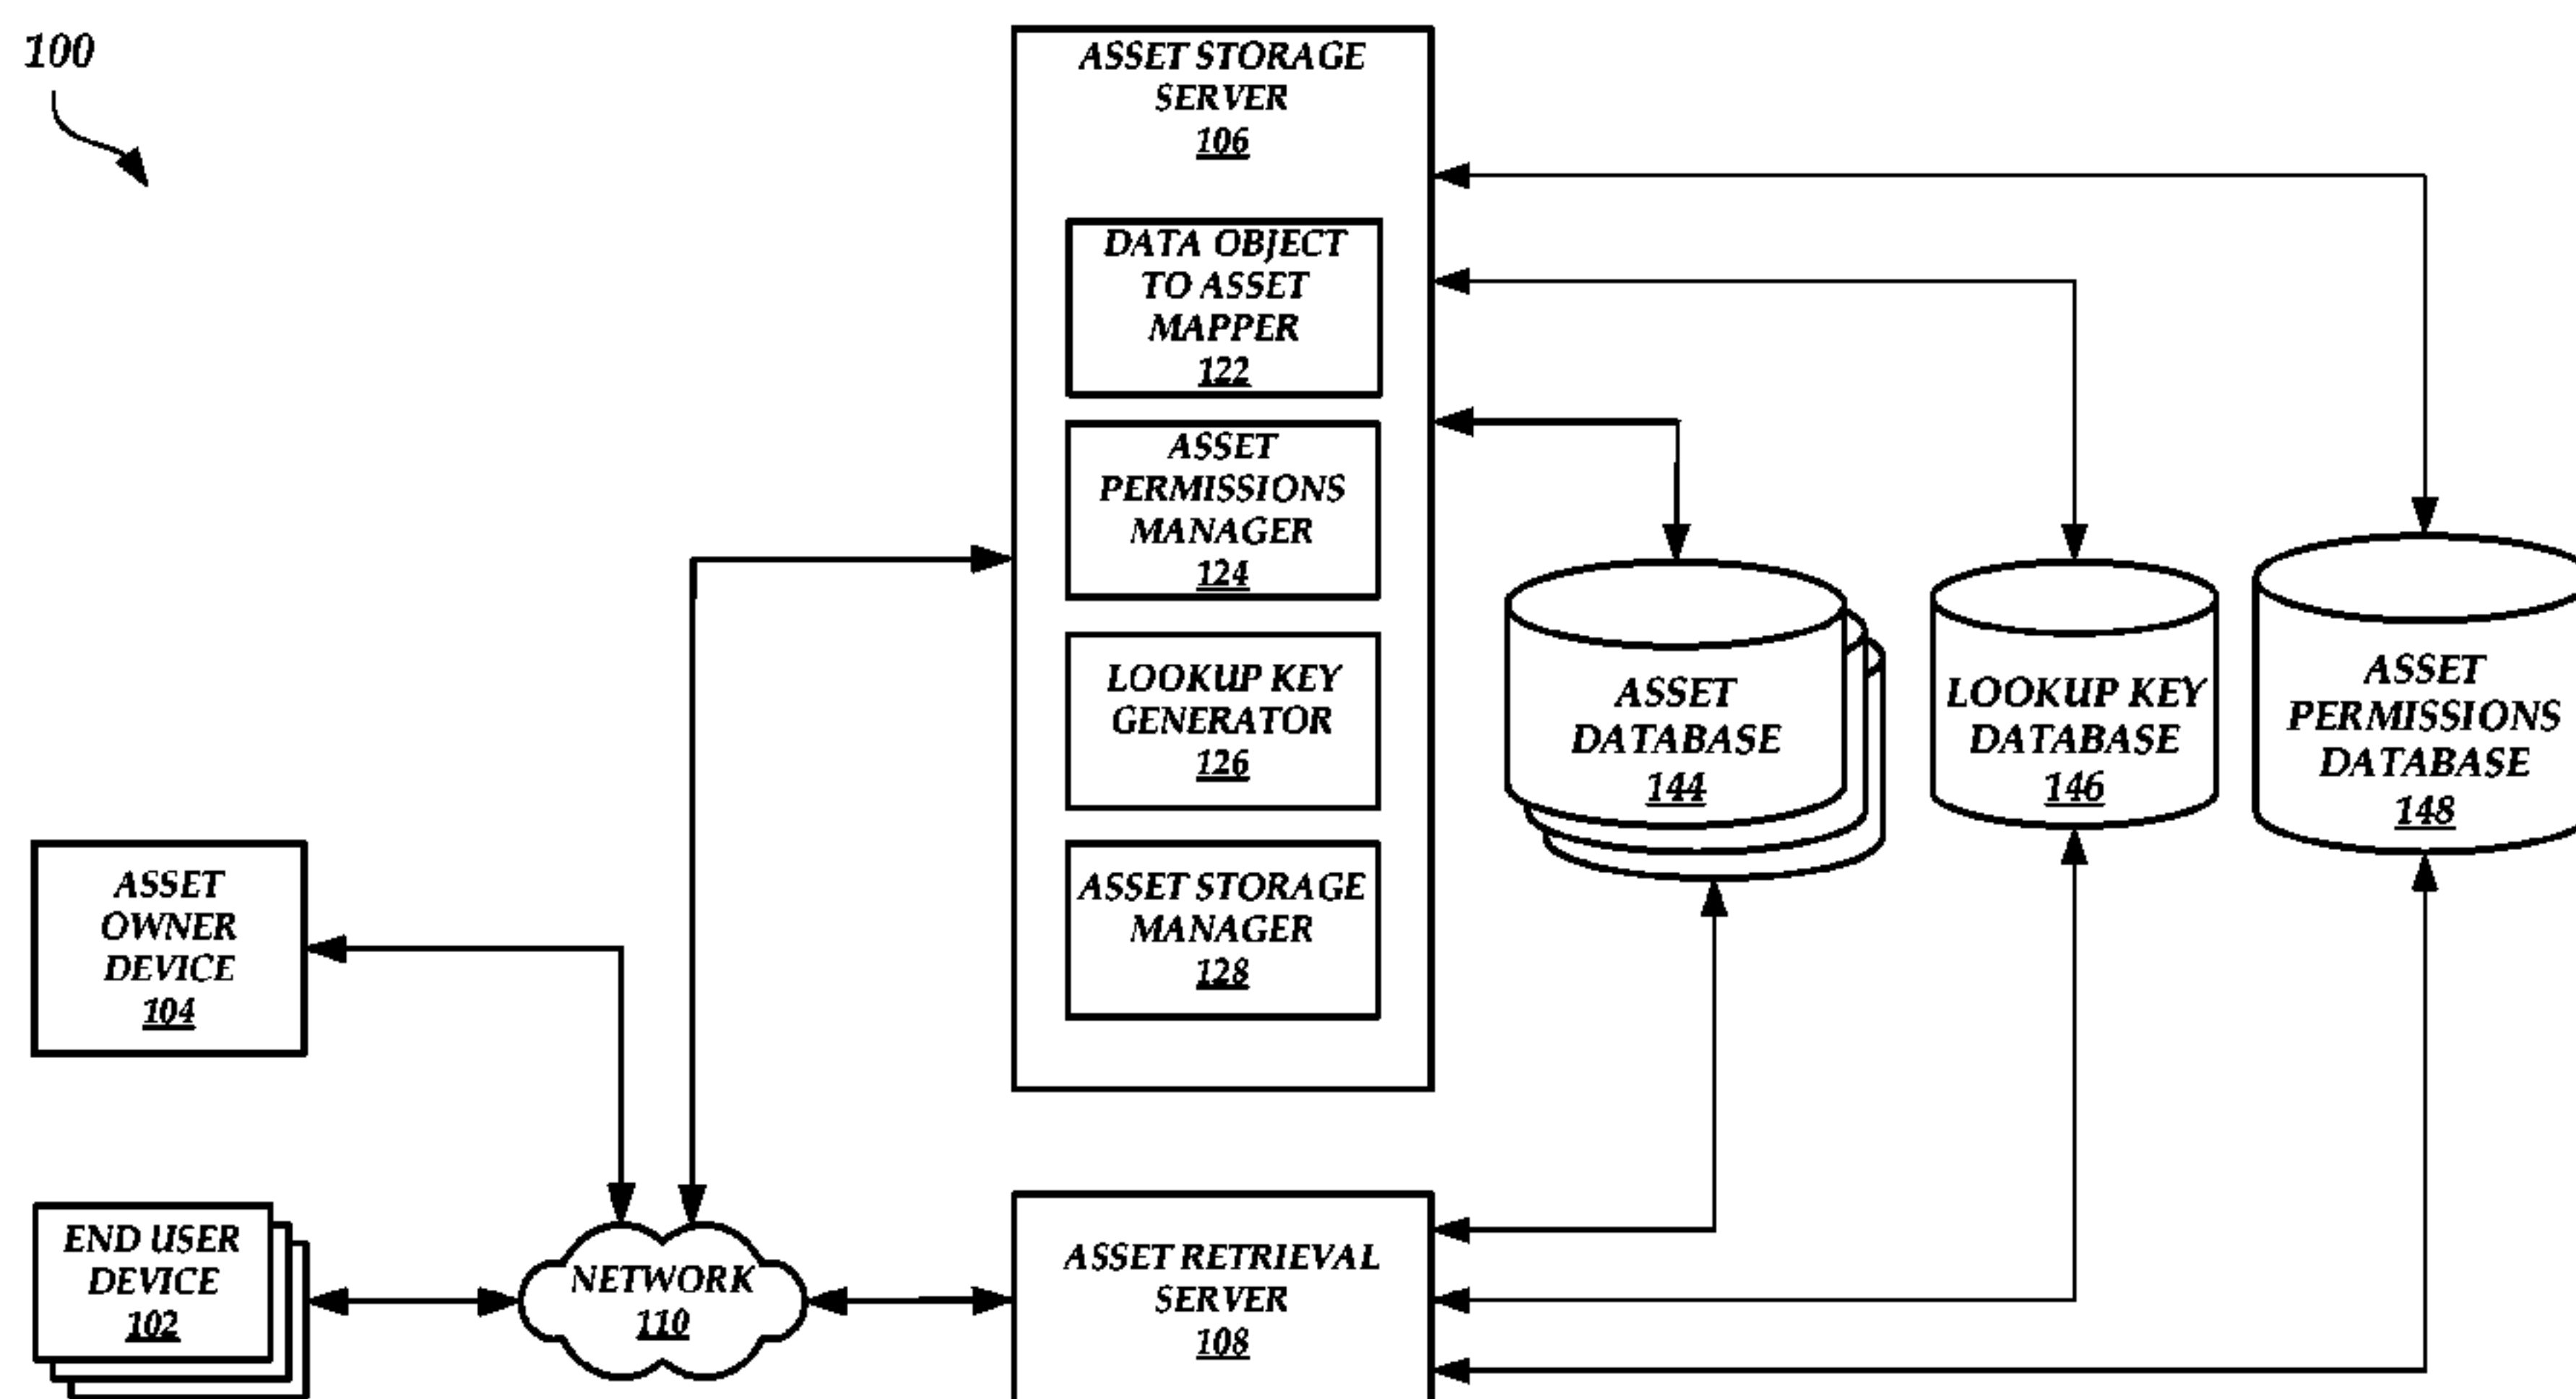 100
ASSET STORAGE
SERVER
106
DATA OBJECT
TO ASSET
MAPPER
122
ASSET
PERMISSIONS
MANAGER
124
LOOKUP KEY
GENERATOR
126
ASSET STORAGE
MANAGER
128
ASSET
DATABASE
144
LOOKUP KEY
DATABASE
146
ASSET
PERMISSIONS
DATABASE
148
ASSET
OWNER
DEVICE
104
END USER
DEVICE
102
NETWORK
110
ASSET RETRIEVAL
SERVER
108